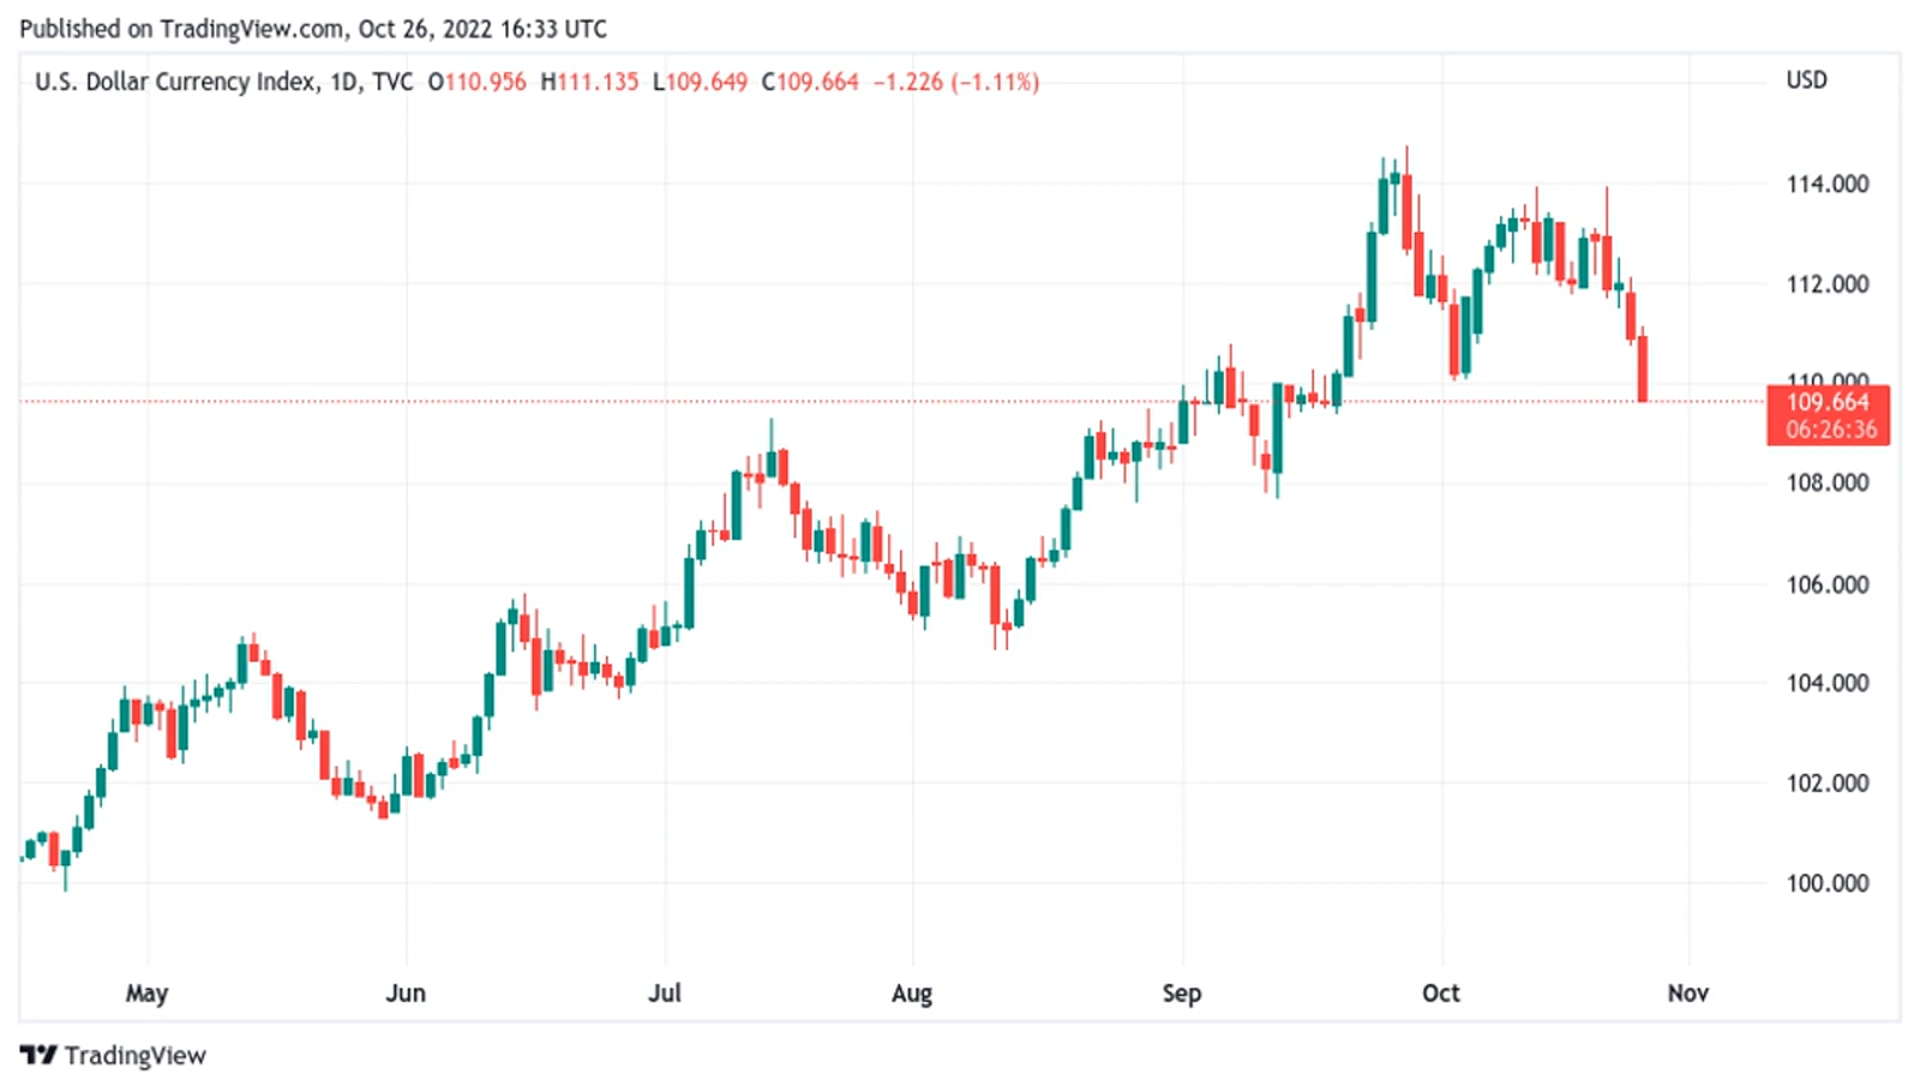 Published on TradingView.com, Oct 26, 2022 16:33 UTC
U.S. Dollar Currency Index, 1D, TVC O110.956 H111.135 L109.649 C109.664 −1.226 (−1.11%)
USD
114.000
112.000
110.000
109.664
06:26:36
108.000
106.000
104.000
102.000
100.000
May Jun Jul Aug Sep Oct Nov
TradingView